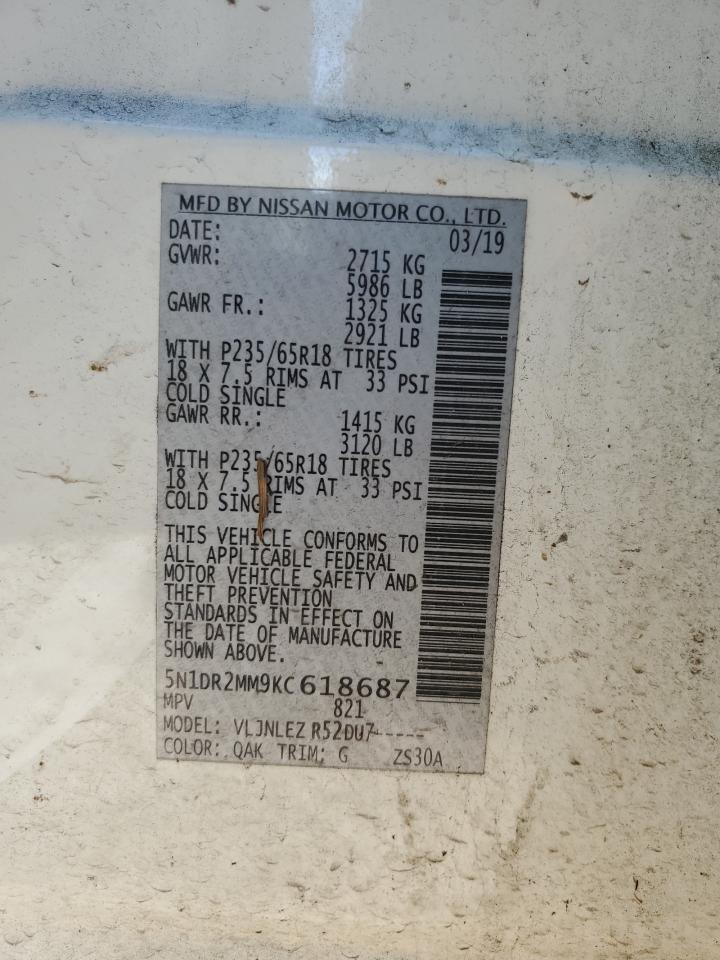 MFD BY NISSAN MOTOR CO., LTD.
DATE: 03/19
GVWR: 2715 KG
5986 LB
GAWR FR.: 1325 KG
2921 LB
WITH P235/65R18 TIRES
18 X 7.5 RIMS AT 33 PSI
COLD SINGLE
GAWR RR.: 1415 KG
3120 LB
WITH P235/65R18 TIRES
18 X 7.5 RIMS AT 33 PSI
COLD SINGLE
THIS VEHICLE CONFORMS TO
ALL APPLICABLE FEDERAL
MOTOR VEHICLE SAFETY AND
THEFT PREVENTION
STANDARDS IN EFFECT ON
THE DATE OF MANUFACTURE
SHOWN ABOVE.
5N1DR2MM9KC618687
MPV 821
MODEL: VLJNLEZ R52DU7-----
COLOR: QAK TRIM: G ZS30A